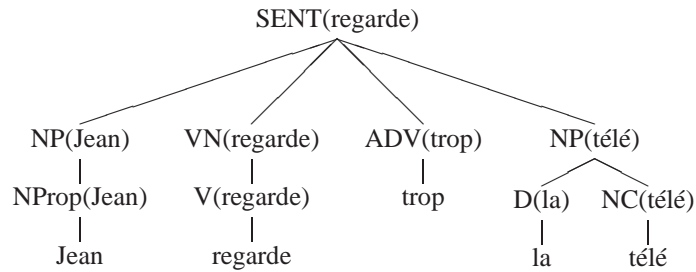 SENT(regarde)
NP(Jean) VN(regarde) ADV(trop) NP(télé)
NProp(Jean) V(regarde) trop D(la) NC(télé)
Jean regarde la télé